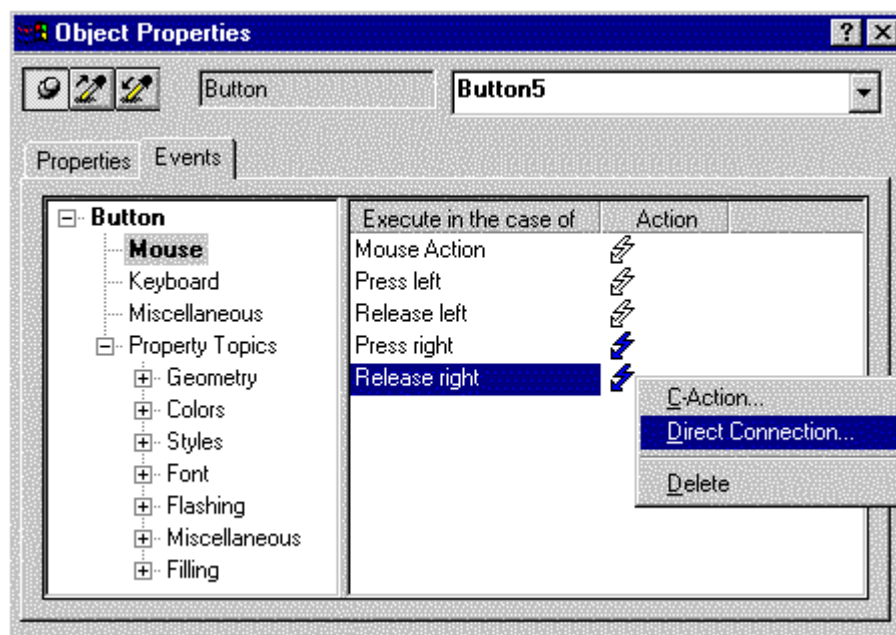 Object Properties
Button Button5
Properties Events
Button
Mouse
Keyboard
Miscellaneous
Property Topics
Geometry
Colors
Styles
Font
Flashing
Miscellaneous
Filling
Execute in the case of Action
Mouse Action
Press left
Release left
Press right
Release right
C-Action...
Direct Connection...
Delete